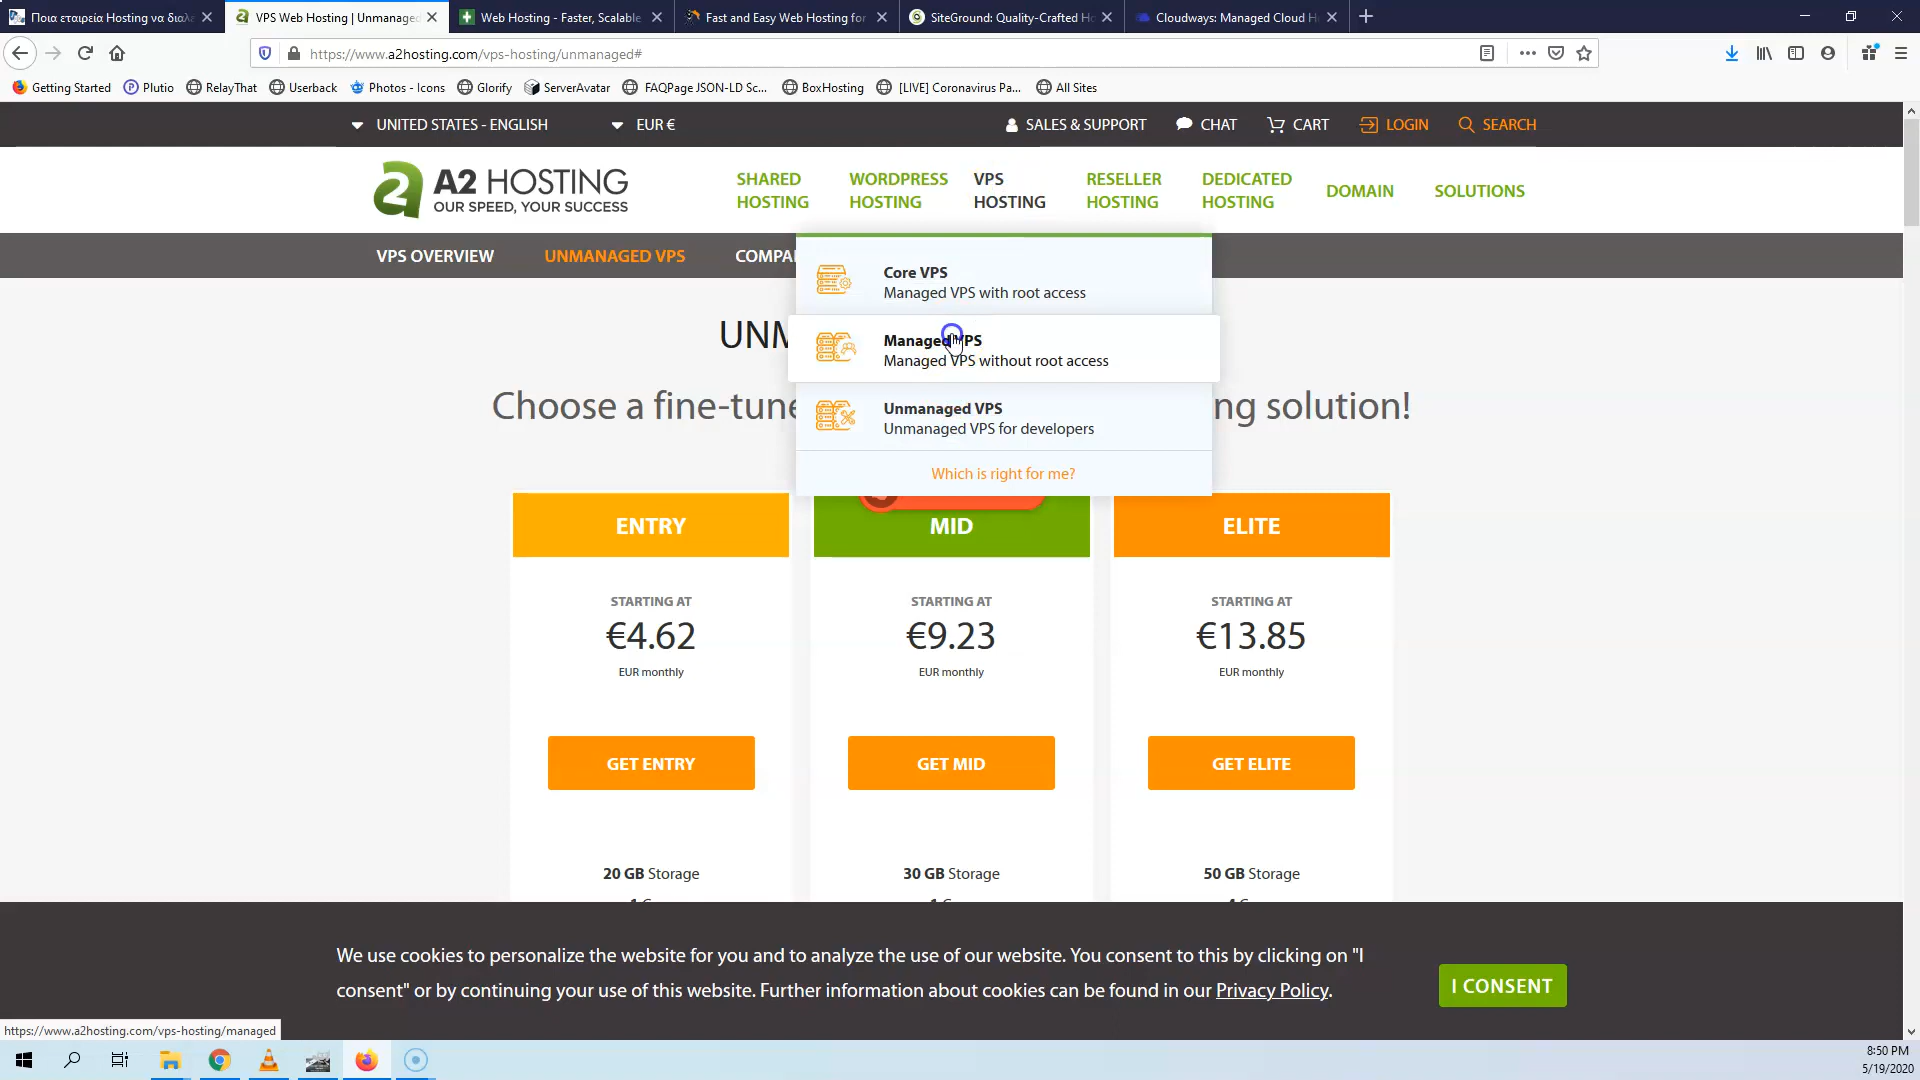 Ποια εταιρεία Hosting να διαλ
VPS Web Hosting | Unmanaged
Web Hosting - Faster, Scalable
Fast and Easy Web Hosting for
SiteGround: Quality-Crafted Ho
Cloudways: Managed Cloud H
https://www.a2hosting.com/vps-hosting/unmanaged#
Getting Started
Plutio
RelayThat
Userback
Photos - Icons
Glorify
ServerAvatar
FAQPage JSON-LD Sc...
BoxHosting
[LIVE] Coronavirus Pa...
All Sites
UNITED STATES - ENGLISH
EUR €
SALES & SUPPORT
CHAT
CART
LOGIN
SEARCH
A2 HOSTING
OUR SPEED, YOUR SUCCESS
SHARED
HOSTING
WORDPRESS
HOSTING
VPS
HOSTING
RESELLER
HOSTING
DEDICATED
HOSTING
DOMAIN
SOLUTIONS
VPS OVERVIEW
UNMANAGED VPS
COMPA
Core VPS
Managed VPS with root access
Managed VPS
Managed VPS without root access
Unmanaged VPS
Unmanaged VPS for developers
Which is right for me?
UNM
Choose a fine-tune
ng solution!
ENTRY
STARTING AT
€4.62
EUR monthly
GET ENTRY
20 GB Storage
MID
STARTING AT
€9.23
EUR monthly
GET MID
30 GB Storage
ELITE
STARTING AT
€13.85
EUR monthly
GET ELITE
50 GB Storage
We use cookies to personalize the website for you and to analyze the use of our website. You consent to this by clicking on "I
consent" or by continuing your use of this website. Further information about cookies can be found in our Privacy Policy.
I CONSENT
https://www.a2hosting.com/vps-hosting/managed
8:50 PM
5/19/2020